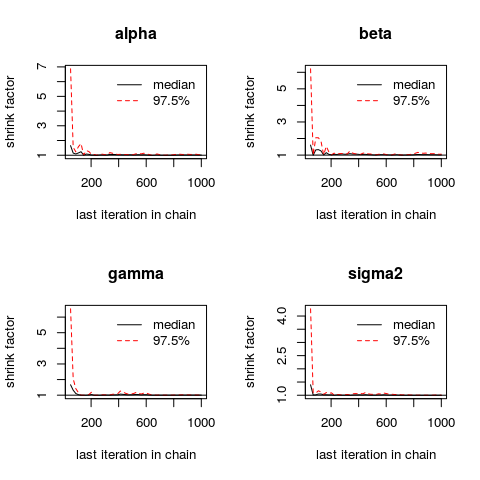 alpha
shrink factor
7
5
3
1
median
97.5%
200
600
1000
last iteration in chain
beta
shrink factor
5
3
1
median
97.5%
200
600
1000
last iteration in chain
gamma
shrink factor
5
3
1
median
97.5%
200
600
1000
last iteration in chain
sigma2
shrink factor
4.0
2.5
1.0
median
97.5%
200
600
1000
last iteration in chain